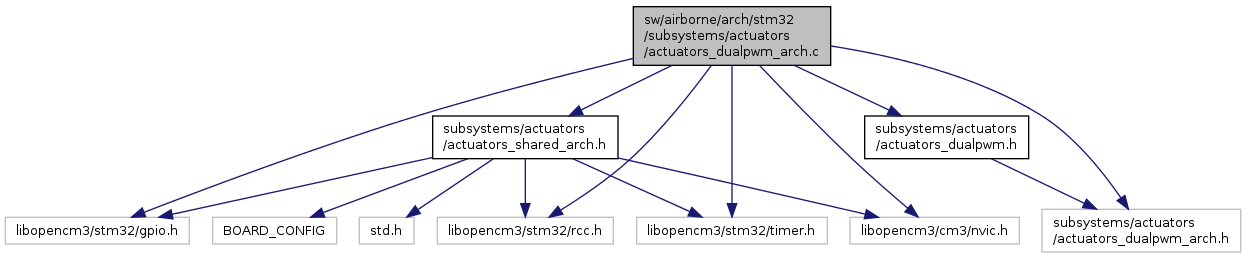 sw/airborne/arch/stm32
/subsystems/actuators
/actuators_dualpwm_arch.c
subsystems/actuators
/actuators_shared_arch.h
subsystems/actuators
/actuators_dualpwm.h
libopencm3/stm32/gpio.h
BOARD_CONFIG
std.h
libopencm3/stm32/rcc.h
libopencm3/stm32/timer.h
libopencm3/cm3/nvic.h
subsystems/actuators
/actuators_dualpwm_arch.h